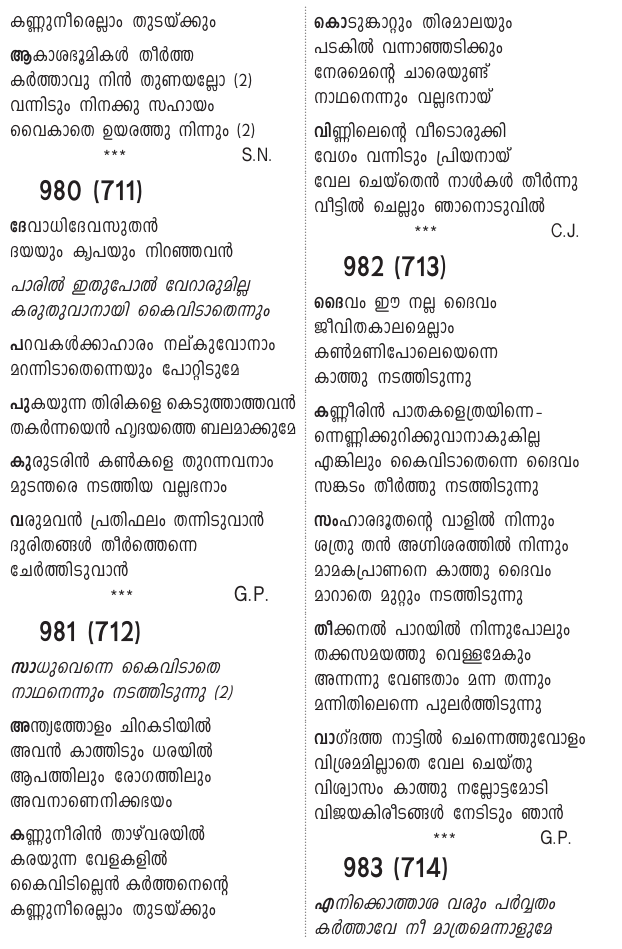 കണ്ണുനീരെല്ലാം തുടയ്ക്കും
ആകാശഭൂമികൾ തീർത്ത
കർത്താവു നിൻ തുണയല്ലോ (2)
വന്നിടും നിനക്കു സഹായം
വൈകാതെ ഉയരത്തു നിന്നും (2)
*** S.N.
980 (711)
ദേവാധിദേവസുതൻ
ദയയും കൃപയും നിറഞ്ഞവൻ
പാരിൽ ഇതുപോൽ വേറാരുമില്ല
കരുതുവാനായി കൈവിടാതെന്നും
പറവകൾക്കാഹാരം നല്കുവോനാം
മറന്നിടാതെന്നെയും പോറ്റിടുമേ
പുകയുന്ന തിരികളെ കെടുത്താത്തവൻ
തകർന്നയെൻ ഹൃദയത്തെ ബലമാക്കുമേ
കുരുടരിൻ കൺകളെ തുറന്നവനാം
മുടന്തരെ നടത്തിയ വല്ലഭനാം
വരുമവൻ പ്രതിഫലം തന്നിടുവാൻ
ദുരിതങ്ങൾ തീർത്തെന്നെ
ചേർത്തിടുവാൻ
*** G.P.
981 (712)
സാധുവെന്നെ കൈവിടാതെ
നാഥനെന്നും നടത്തിടുന്നു (2)
അന്ത്യത്തോളം ചിറകടിയിൽ
അവൻ കാത്തിടും ധരയിൽ
ആപത്തിലും രോഗത്തിലും
അവനാണെനിക്കഭയം
കണ്ണുനീരിൻ താഴ്‌വരയിൽ
കരയുന്ന വേളകളിൽ
കൈവിടില്ലെൻ കർത്തനെന്റെ
കണ്ണുനീരെല്ലാം തുടയ്ക്കും
കൊടുങ്കാറ്റും തിരമാലയും
പടകിൽ വന്നാഞ്ഞടിക്കും
നേരമെന്റെ ചാരെയുണ്ട്
നാഥനെന്നും വല്ലഭനായ്
വിണ്ണിലെന്റെ വീടൊരുക്കി
വേഗം വന്നിടും പ്രിയനായ്
വേല ചെയ്തെൻ നാൾകൾ തീർന്നു
വീട്ടിൽ ചെല്ലും ഞാനൊടുവിൽ
*** C.J.
982 (713)
ദൈവം ഈ നല്ല ദൈവം
ജീവിതകാലമെല്ലാം
കൺമണിപോലെയെന്നെ
കാത്തു നടത്തിടുന്നു
കണ്ണീരിൻ പാതകളെത്രയിന്നെ-
ന്നെണ്ണിക്കുറിക്കുവാനാകുകില്ല
എങ്കിലും കൈവിടാതെന്നെ ദൈവം
സങ്കടം തീർത്തു നടത്തിടുന്നു
സംഹാരദൂതന്റെ വാളിൽ നിന്നും
ശത്രു തൻ അഗ്നിശരത്തിൽ നിന്നും
മാമകപ്രാണനെ കാത്തു ദൈവം
മാറാതെ മുറ്റും നടത്തിടുന്നു
തീക്കനൽ പാറയിൽ നിന്നുപോലും
തക്കസമയത്തു വെള്ളമേകും
അന്നന്നു വേണ്ടതാം മന്ന തന്നും
മന്നിതിലെന്നെ പുലർത്തിടുന്നു
വാഗ്ദത്ത നാട്ടിൽ ചെന്നെത്തുവോളം
വിശ്രമമില്ലാതെ വേല ചെയ്തു
വിശ്വാസം കാത്തു നല്ലോട്ടമോടി
വിജയകിരീടങ്ങൾ നേടിടും ഞാൻ
*** G.P.
983 (714)
എനിക്കൊത്താശ വരും പർവ്വതം
കർത്താവേ നീ മാത്രമെന്നാളുമേ